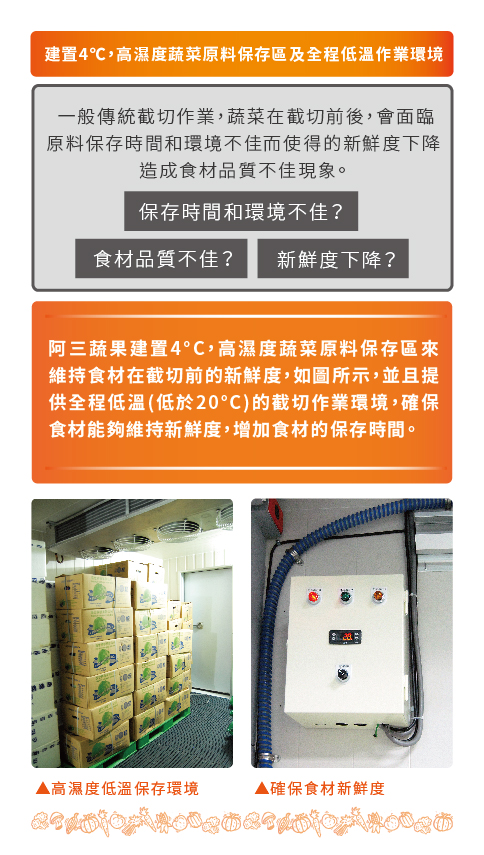 建置4°C，高濕度蔬菜原料保存區及全程低溫作業環境
一般傳統截切作業，蔬菜在截切前後，會面臨
原料保存時間和環境不佳而使得的新鮮度下降
造成食材品質不佳現象。
保存時間和環境不佳？
食材品質不佳？
新鮮度下降？
阿三蔬果建置4°C，高濕度蔬菜原料保存區來
維持食材在截切前的新鮮度，如圖所示，並且提
供全程低溫(低於20°C)的截切作業環境，確保
食材能夠維持新鮮度，增加食材的保存時間。
▲高濕度低溫保存環境
▲確保食材新鮮度